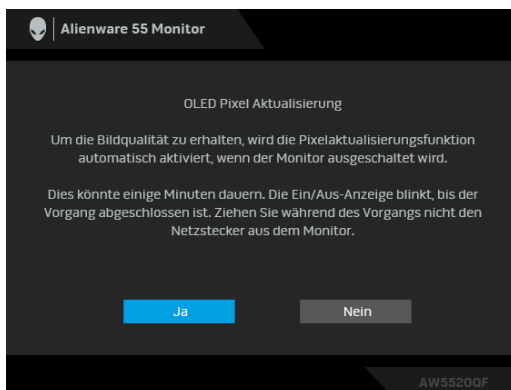 Alienware 55 Monitor
OLED Pixel Aktualisierung
Um die Bildqualität zu erhalten, wird die Pixelaktualisierungsfunktion
automatisch aktiviert, wenn der Monitor ausgeschaltet wird.
Dies könnte einige Minuten dauern. Die Ein/Aus-Anzeige blinkt, bis der
Vorgang abgeschlossen ist. Ziehen Sie während des Vorgangs nicht den
Netzstecker aus dem Monitor.
Ja
Nein
AW5520QF